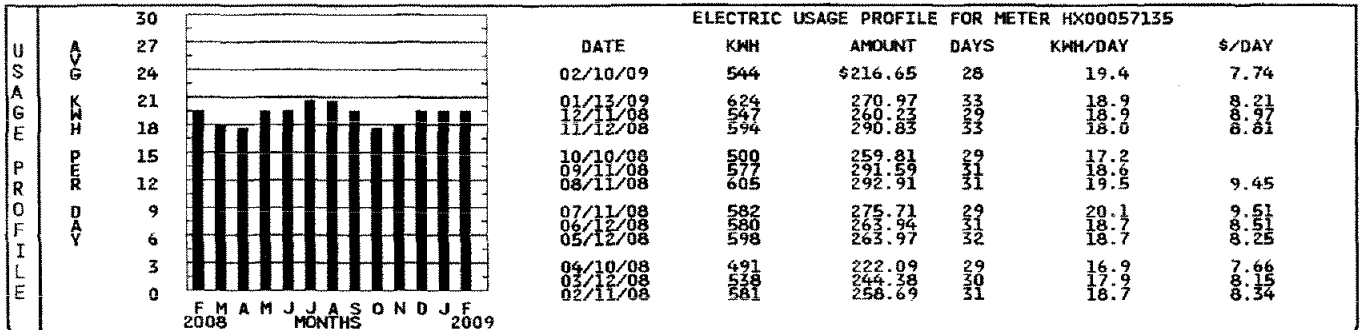 USAGE PROFILE
AVG KWH PER DAY
30
27
24
21
18
15
12
9
6
3
0
F M A M J J A S O N D J F
2008 MONTHS 2009
ELECTRIC USAGE PROFILE FOR METER HX00057135
DATE KWH AMOUNT DAYS KWH/DAY $/DAY
02/10/09 544 $216.65 28 19.4 7.74
01/13/09 624 270.97 33 18.9 8.21
12/11/08 547 260.23 29 18.9 8.97
11/12/08 594 290.83 33 18.0 8.81
10/10/08 500 259.81 29 17.2
09/11/08 577 291.59 31 18.6
08/11/08 605 292.91 31 19.5 9.45
07/11/08 582 275.71 29 20.1 9.51
06/12/08 580 263.94 31 18.7 8.51
05/12/08 598 263.97 32 18.7 8.25
04/10/08 491 222.09 29 16.9 7.66
03/12/08 538 244.38 30 17.9 8.15
02/11/08 581 258.69 31 18.7 8.34